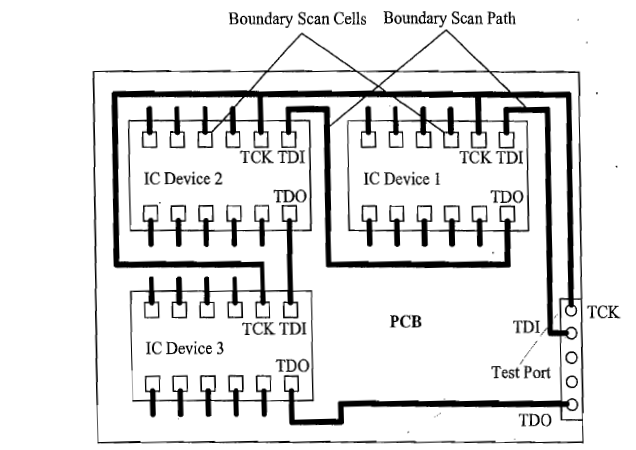 Boundary Scan Cells Boundary Scan Path
TCK TDI
IC Device 2
TDO
TCK TDI
IC Device 1
TDO
TCK TDI
IC Device 3
TDO
PCB
TCK
TDI
Test Port
TDO